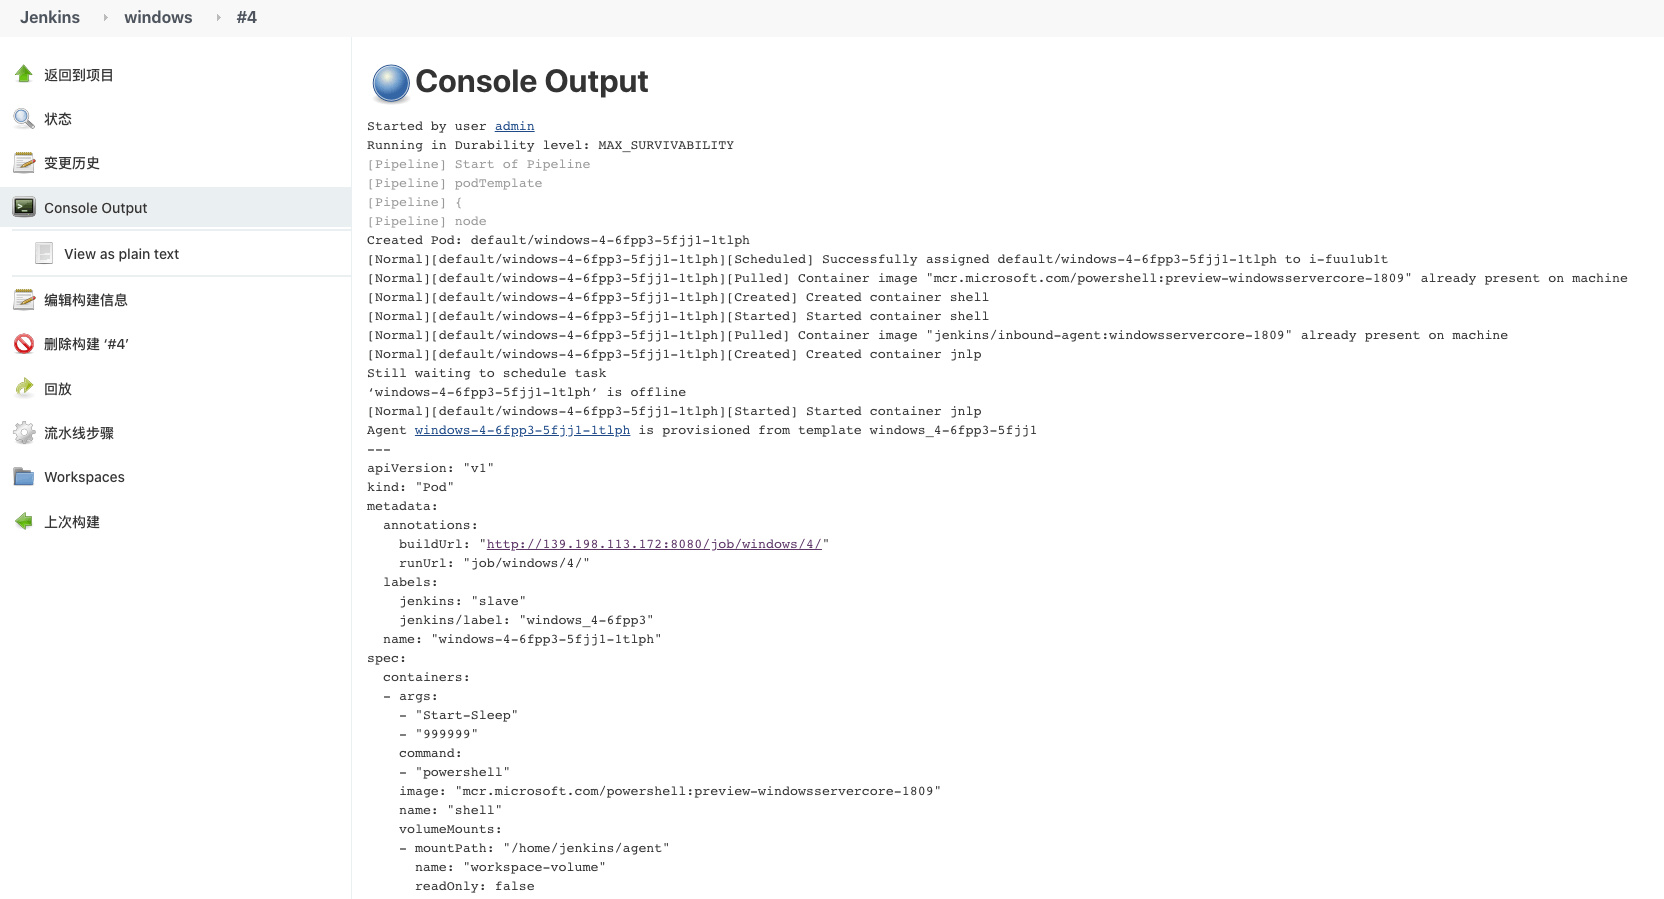 Jenkins windows #4
返回到项目
状态
变更历史
Console Output
View as plain text
编辑构建信息
删除构建 ‘#4’
回放
流水线步骤
Workspaces
上次构建
Console Output
Started by user admin
Running in Durability level: MAX_SURVIVABILITY
[Pipeline] Start of Pipeline
[Pipeline] podTemplate
[Pipeline] {
[Pipeline] node
Created Pod: default/windows-4-6fpp3-5fjj1-1tlph
[Normal][default/windows-4-6fpp3-5fjj1-1tlph][Scheduled] Successfully assigned default/windows-4-6fpp3-5fjj1-1tlph to i-fuu1ub1t
[Normal][default/windows-4-6fpp3-5fjj1-1tlph][Pulled] Container image "mcr.microsoft.com/powershell:preview-windowsservercore-1809" already present on machine
[Normal][default/windows-4-6fpp3-5fjj1-1tlph][Created] Created container shell
[Normal][default/windows-4-6fpp3-5fjj1-1tlph][Started] Started container shell
[Normal][default/windows-4-6fpp3-5fjj1-1tlph][Pulled] Container image "jenkins/inbound-agent:windowsservercore-1809" already present on machine
[Normal][default/windows-4-6fpp3-5fjj1-1tlph][Created] Created container jnlp
Still waiting to schedule task
‘windows-4-6fpp3-5fjj1-1tlph’ is offline
[Normal][default/windows-4-6fpp3-5fjj1-1tlph][Started] Started container jnlp
Agent windows-4-6fpp3-5fjj1-1tlph is provisioned from template windows_4-6fpp3-5fjj1
---
apiVersion: "v1"
kind: "Pod"
metadata:
  annotations:
    buildUrl: "http://139.198.113.172:8080/job/windows/4/"
    runUrl: "job/windows/4/"
  labels:
    jenkins: "slave"
    jenkins/label: "windows_4-6fpp3"
  name: "windows-4-6fpp3-5fjj1-1tlph"
spec:
  containers:
  - args:
    - "Start-Sleep"
    - "999999"
    command:
    - "powershell"
    image: "mcr.microsoft.com/powershell:preview-windowsservercore-1809"
    name: "shell"
    volumeMounts:
    - mountPath: "/home/jenkins/agent"
      name: "workspace-volume"
      readOnly: false